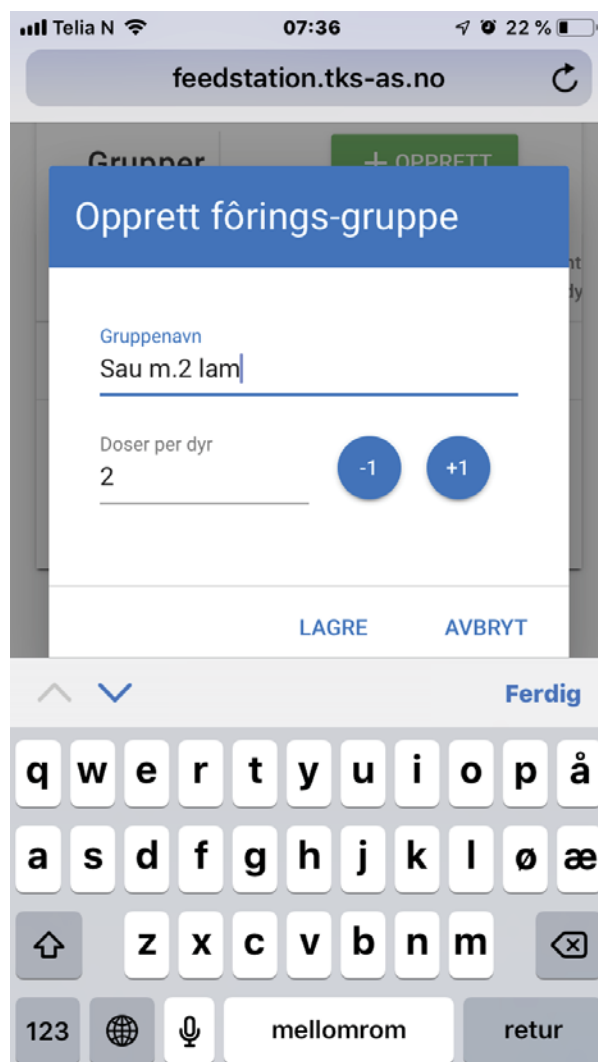 Telia N 07:36 22 %
feedstation.tks-as.no
Grupper + OPPRETT
Opprett fôrings-gruppe
Gruppenavn
Sau m.2 lam
Doser per dyr
2 -1 +1
LAGRE AVBRYT
Ferdig
q w e r t y u i o p å
a s d f g h j k l ø æ
z x c v b n m
123 mellomrom retur